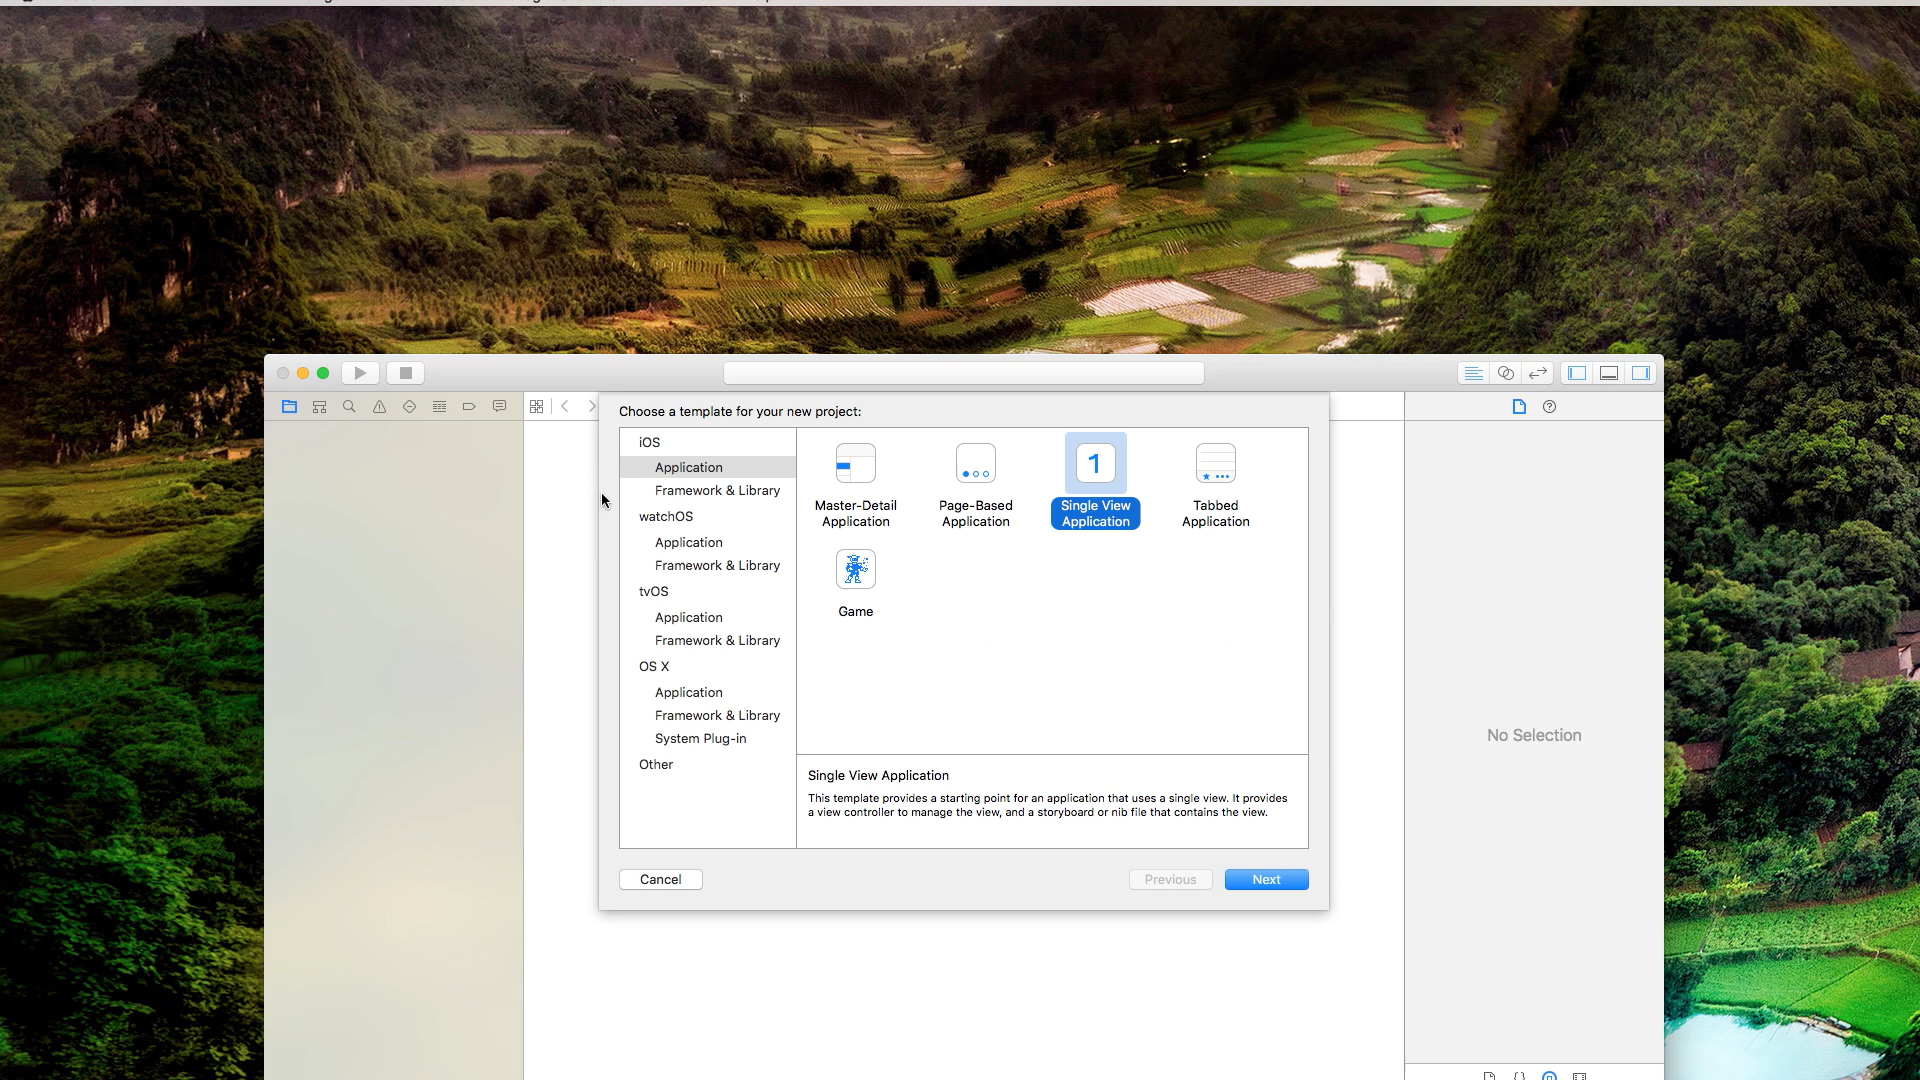 Choose a template for your new project:
iOS
Application
Framework & Library
watchOS
Application
Framework & Library
tvOS
Application
Framework & Library
OS X
Application
Framework & Library
System Plug-in
Other
Master-Detail
Application
Page-Based
Application
1
Single View
Application
Tabbed
Application
Game
Single View Application
This template provides a starting point for an application that uses a single view. It provides
a view controller to manage the view, and a storyboard or nib file that contains the view.
Cancel
Previous
Next
No Selection